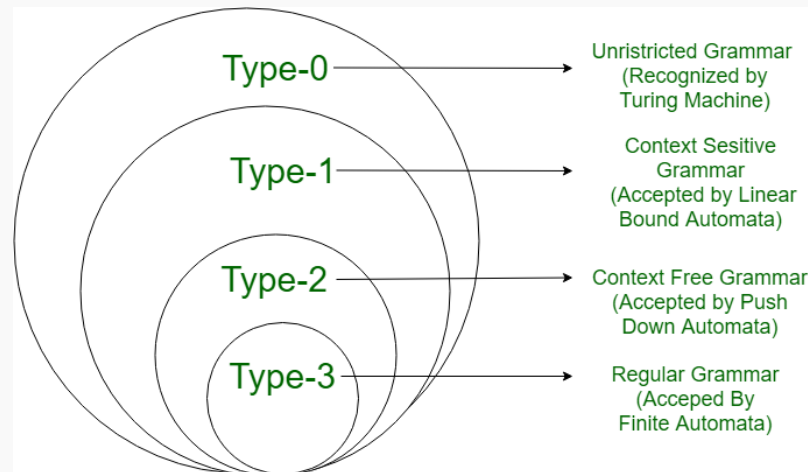 Type-0
Unristricted Grammar
(Recognized by
Turing Machine)
Type-1
Context Sesitive
Grammar
(Accepted by Linear
Bound Automata)
Type-2
Context Free Grammar
(Accepted by Push
Down Automata)
Type-3
Regular Grammar
(Acceped By
Finite Automata)